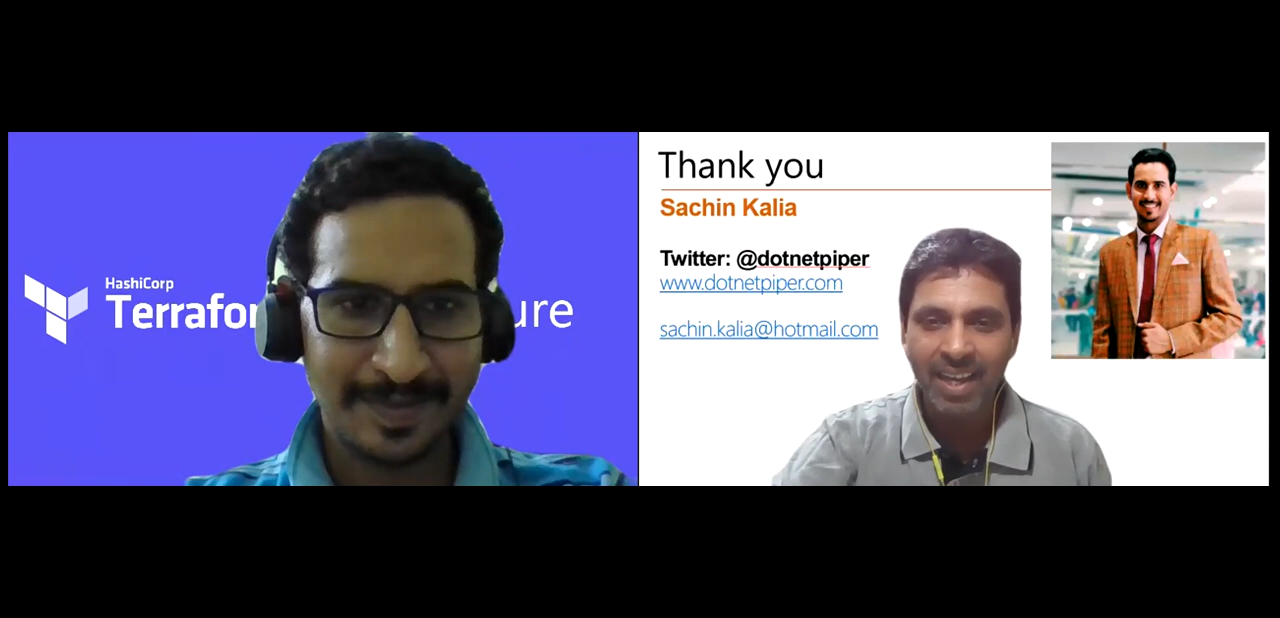 HashiCorp
Terrafor ure
Thank you
Sachin Kalia
Twitter: @dotnetpiper
www.dotnetpiper.com
sachin.kalia@hotmail.com